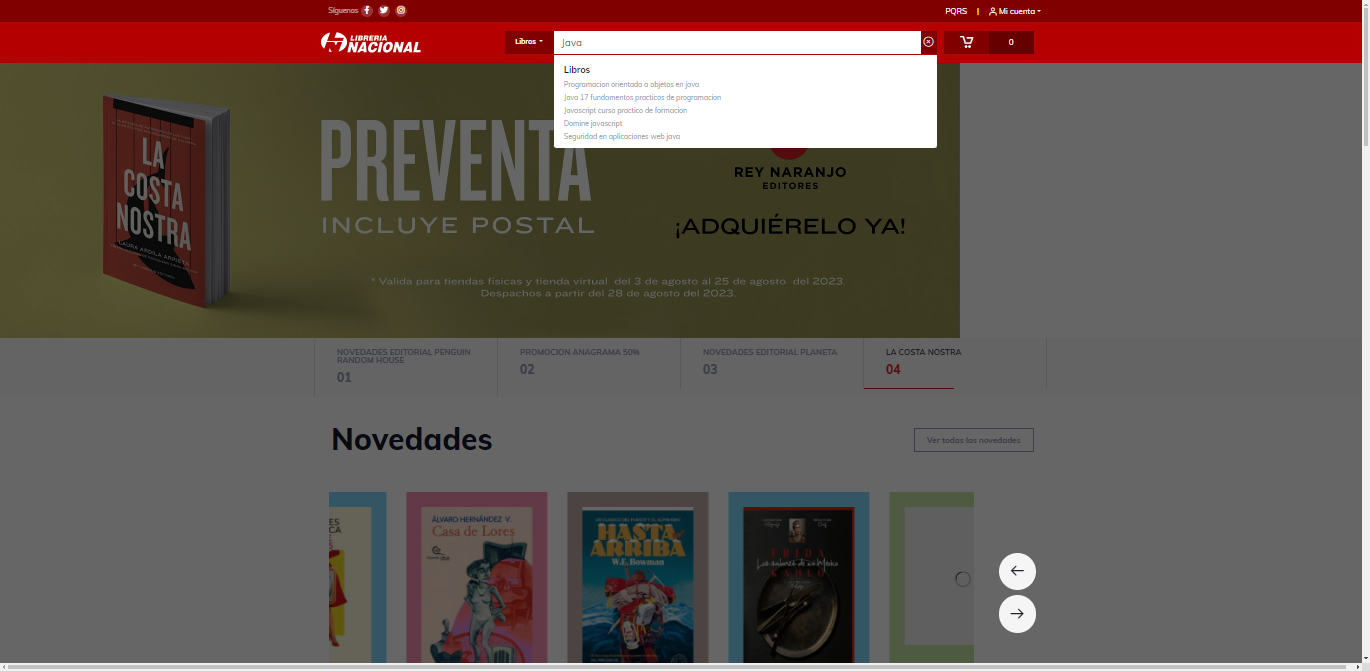 Síguenos
PQRS
Mi cuenta
LIBRERIA
NACIONAL
Libros
Java
0
Libros
Programacion orientada a objetos en java
Java 17 fundamentos practicos de programacion
Javascript curso practico de formacion
Domine javascript
Seguridad en aplicaciones web java
LA
COSTA
NOSTRA
LAURA ARDILA ARRIETA
PREVENTA
INCLUYE POSTAL
REY NARANJO
EDITORES
¡ADQUIÉRELO YA!
* Valida para tiendas físicas y tienda virtual del 3 de agosto al 25 de agosto del 2023.
Despachos a partir del 28 de agosto del 2023.
NOVEDADES EDITORIAL PENGUIN
RANDOM HOUSE
01
PROMOCION ANAGRAMA 50%
02
NOVEDADES EDITORIAL PLANETA
03
LA COSTA NOSTRA
04
Novedades
Ver todas las novedades
ÁLVARO HERNÁNDEZ V.
Casa de Lores
HASTA
ARRIBA
W.E. Bowman
FRIDA
KAHLO